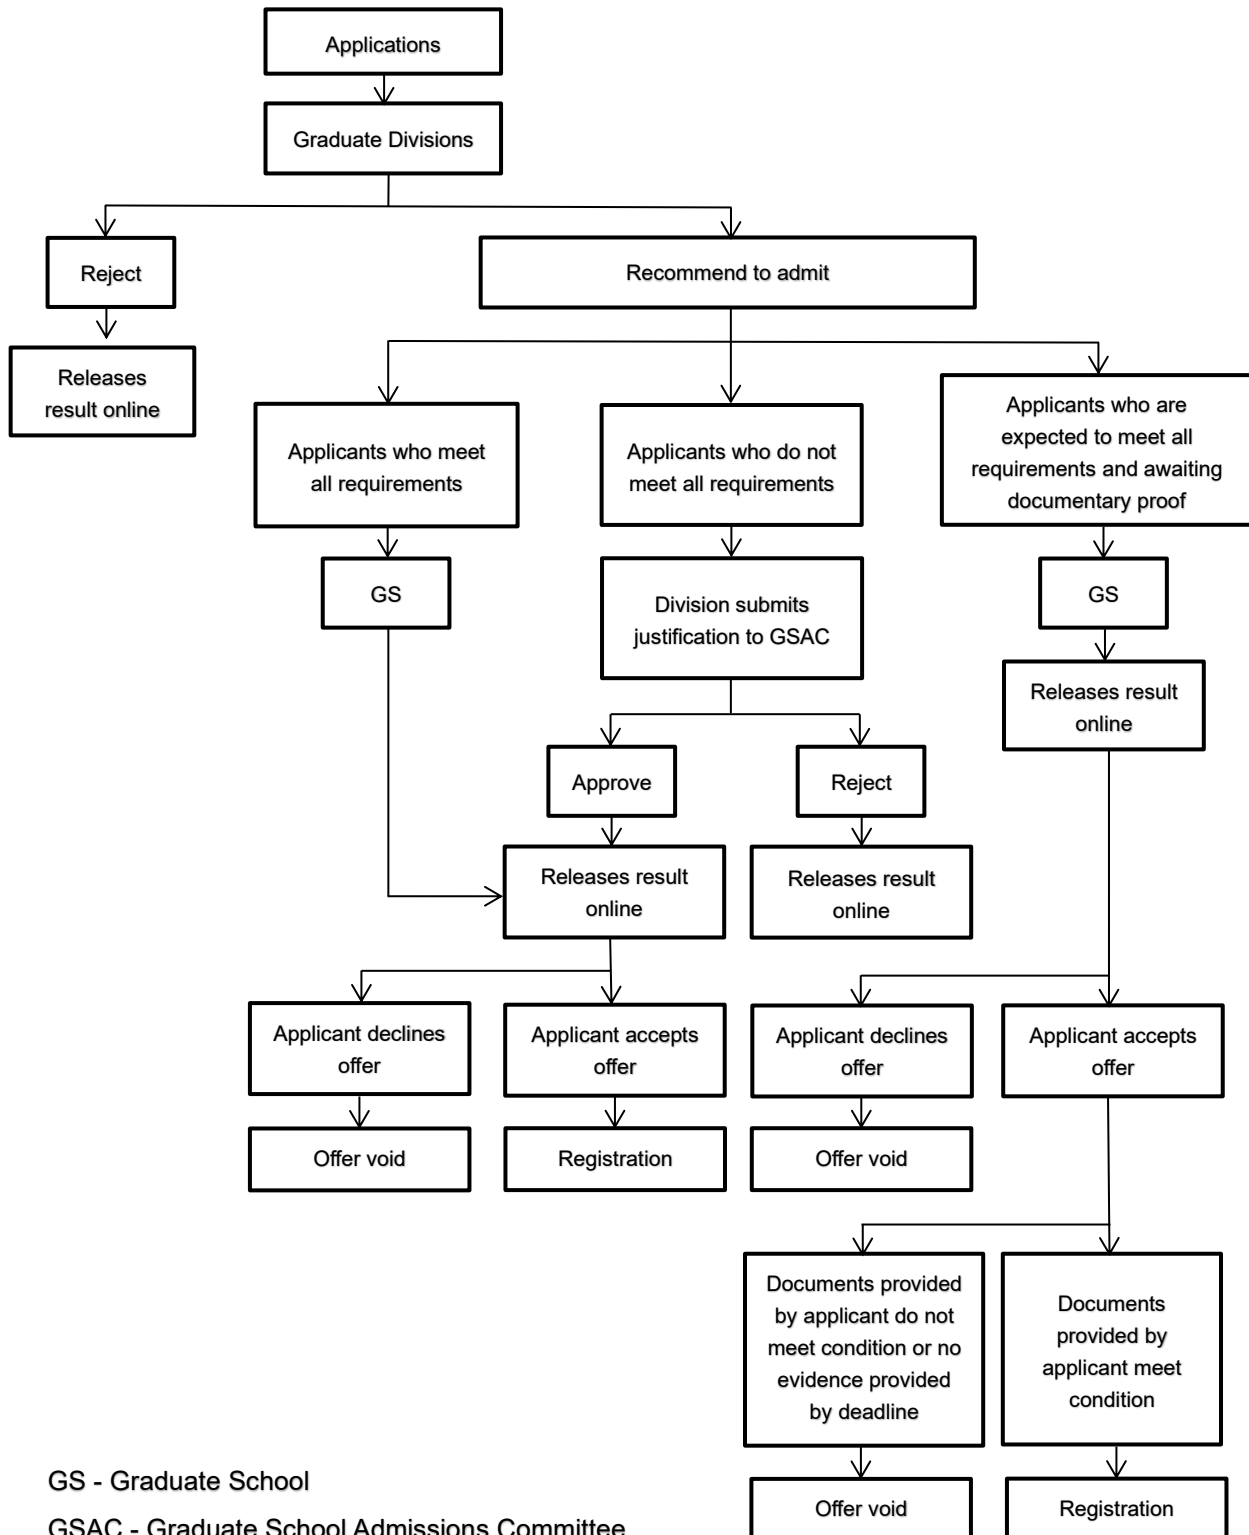 Applications
Graduate Divisions
Reject
Recommend to admit
Releases
result online
Applicants who meet
all requirements
Applicants who do not
meet all requirements
Applicants who are
expected to meet all
requirements and awaiting
documentary proof
GS
Division submits
justification to GSAC
GS
Releases result
online
Approve
Reject
Releases result
online
Releases result
online
Applicant declines
offer
Applicant accepts
offer
Applicant declines
offer
Applicant accepts
offer
Offer void
Registration
Offer void
Documents provided
by applicant do not
meet condition or no
evidence provided
by deadline
Documents
provided by
applicant meet
condition
Offer void
Registration
GS - Graduate School
GSAC - Graduate School Admissions Committee